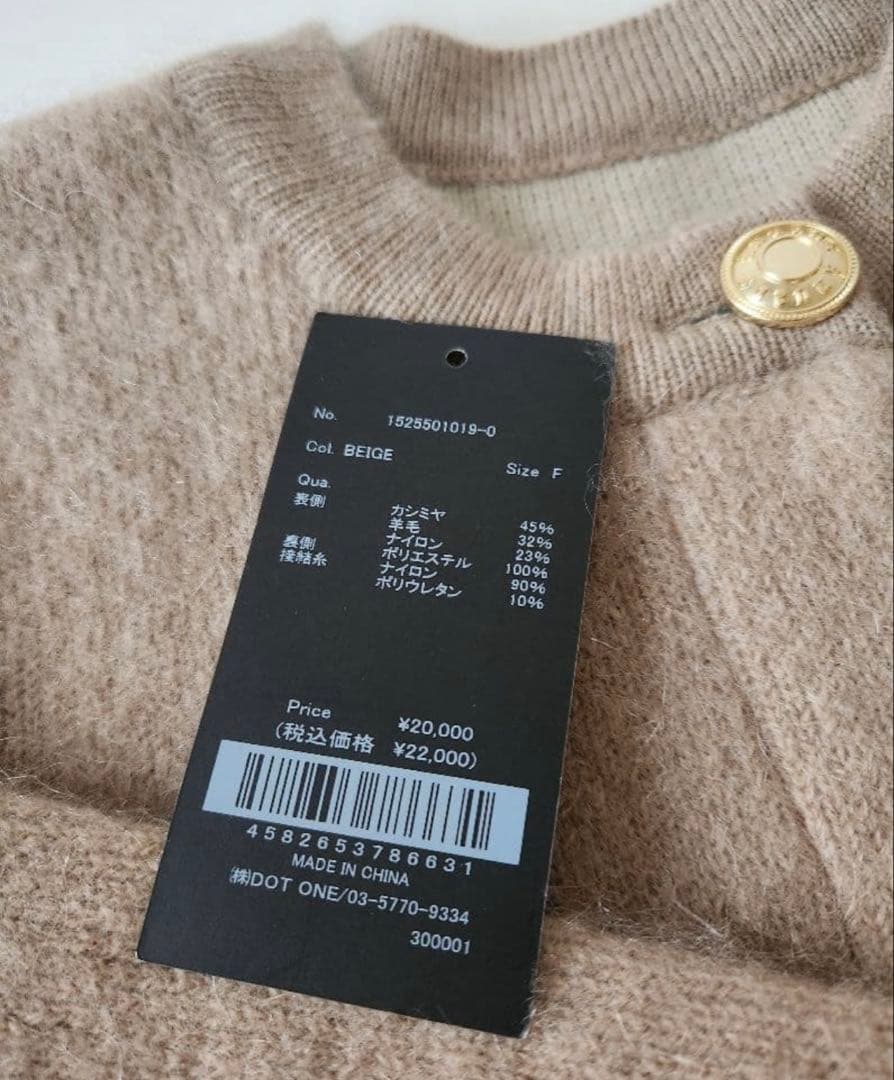 No. 1525501019-0
Col. BEIGE Size F
Qua.
表側 カシミヤ 45%
羊毛 32%
ナイロン 23%
裏側 ポリエステル 100%
接結糸 ナイロン 90%
ポリウレタン 10%
Price ¥20,000
(税込価格 ¥22,000)
4582653786631
MADE IN CHINA
㈱DOT ONE/03-5770-9334
300001